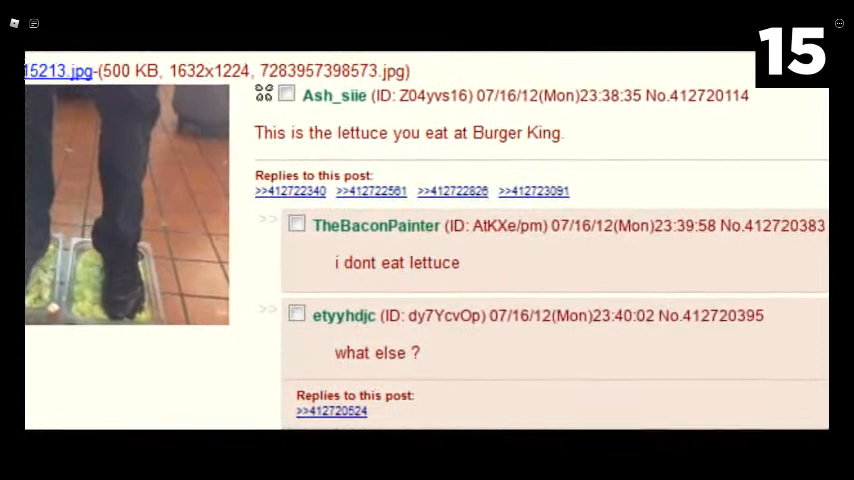 15
15213.jpg-(500 KB, 1632x1224, 7283957398573.jpg)
Ash_siie (ID: Z04yvs16) 07/16/12(Mon)23:38:35 No.412720114
This is the lettuce you eat at Burger King.
Replies to this post:
>>412722340 >>412722561 >>412722826 >>412723091
>> TheBaconPainter (ID: AtKXe/pm) 07/16/12(Mon)23:39:58 No.412720383
i dont eat lettuce
>> etyyhdjc (ID: dy7YcvOp) 07/16/12(Mon)23:40:02 No.412720395
what else ?
Replies to this post:
>>412720524